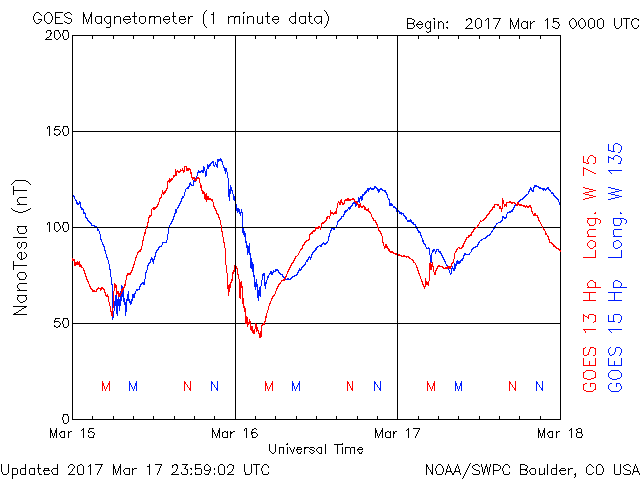 GOES Magnetometer (1 minute data)
Begin: 2017 Mar 15 0000 UTC
200
150
100
50
0
NanoTesla (nT)
M M N N M M N N M M N N
Mar 15 Mar 16 Mar 17 Mar 18
Universal Time
GOES 13 Hp Long. W 75
GOES 15 Hp Long. W 135
Updated 2017 Mar 17 23:59:02 UTC
NOAA/SWPC Boulder, CO USA